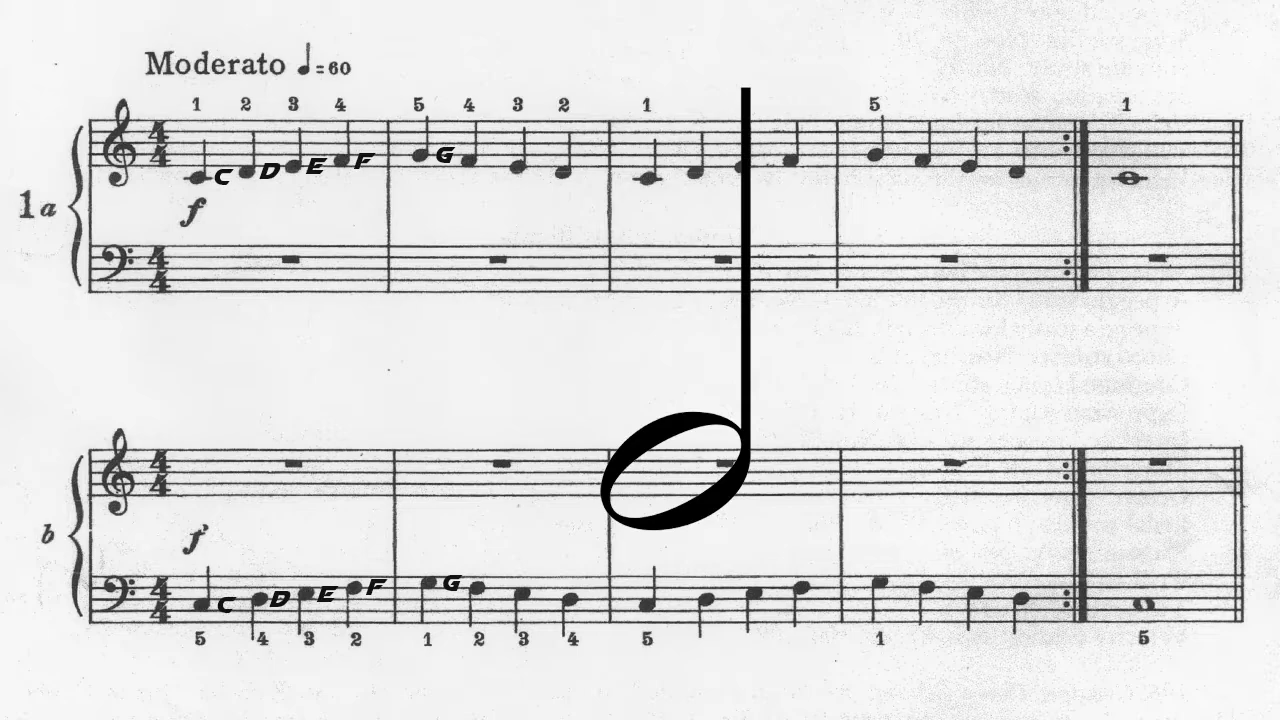 Moderato ♩=60
1 2 3 4 5 4 3 2 1 5 1
C D E F G
1a
f
b
f
C D E F G
5 4 3 2 1 2 3 4 5 1 5